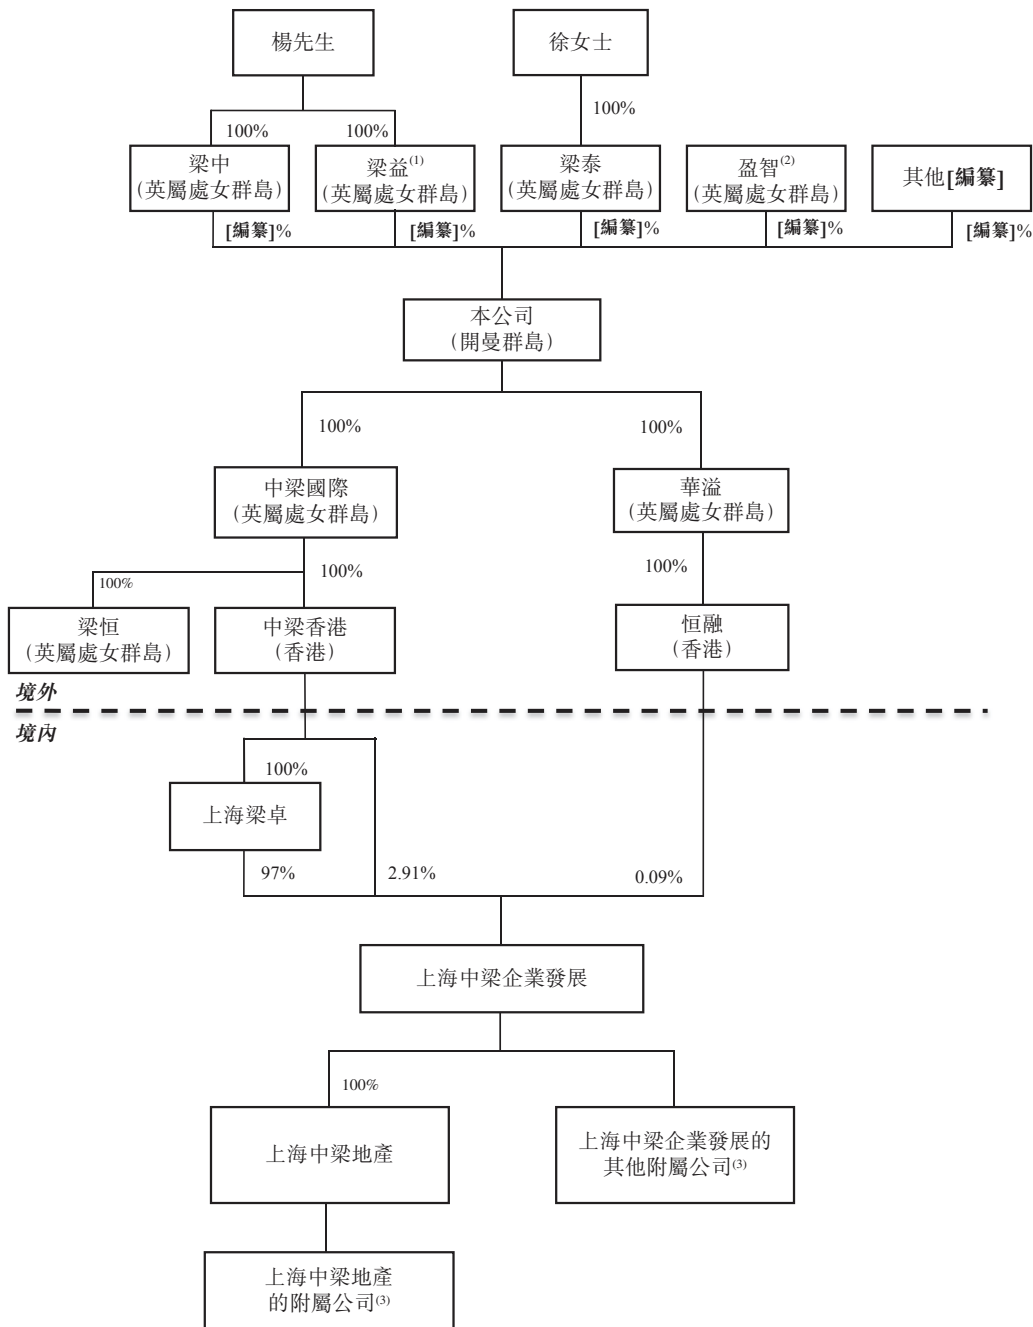 楊先生
徐女士
100%
100%
100%
梁中
(英屬處女群島)
梁益(1)
(英屬處女群島)
梁泰
(英屬處女群島)
盈智(2)
(英屬處女群島)
其他[編纂]
[編纂]%
[編纂]%
[編纂]%
[編纂]%
[編纂]%
本公司
(開曼群島)
100%
100%
中梁國際
(英屬處女群島)
華溢
(英屬處女群島)
100%
100%
100%
梁恒
(英屬處女群島)
中梁香港
(香港)
恒融
(香港)
境外
境內
100%
上海梁卓
97%
2.91%
0.09%
上海中梁企業發展
100%
上海中梁地產
上海中梁企業發展的
其他附屬公司(3)
上海中梁地產
的附屬公司(3)